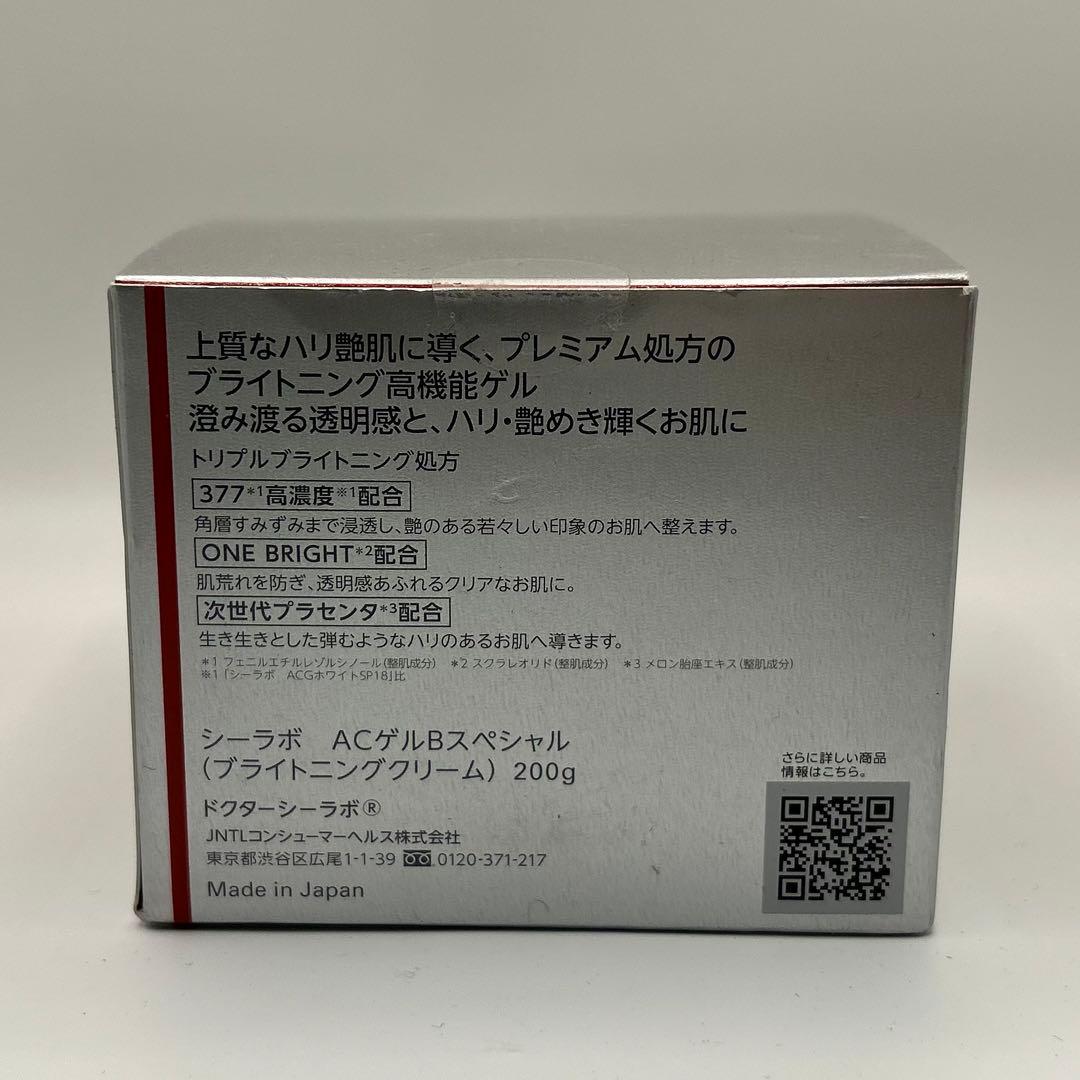 上質なハリ艶肌に導く、プレミアム処方の
ブライトニング高機能ゲル
澄み渡る透明感と、ハリ・艶めき輝くお肌に
トリプルブライトニング処方
377*1高濃度※1配合
角層すみずみまで浸透し、艶のある若々しい印象のお肌へ整えます。
ONE BRIGHT*2配合
肌荒れを防ぎ、透明感あふれるクリアなお肌に。
次世代プラセンタ*3配合
生き生きとした弾むようなハリのあるお肌へ導きます。
*1 フェニルエチルレゾルシノール(整肌成分) *2 スクラレオリド(整肌成分) *3 メロン胎座エキス(整肌成分)
※1「シーラボ ACGホワイトSP18」比
シーラボ ACゲルBスペシャル
(ブライトニングクリーム) 200g
ドクターシーラボ®
JNTLコンシューマーヘルス株式会社
東京都渋谷区広尾1-1-39 0120-371-217
Made in Japan
さらに詳しい商品
情報はこちら。